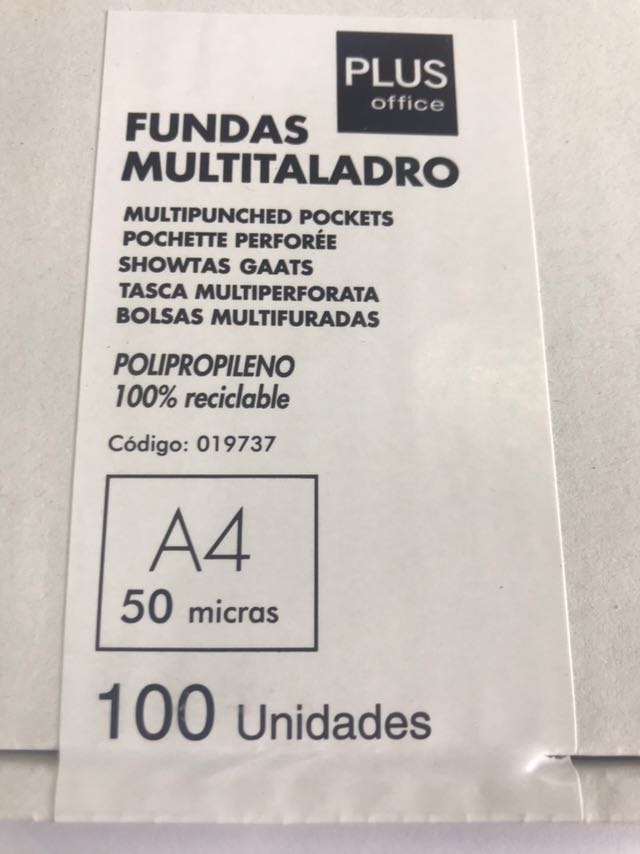 PLUS
office
FUNDAS
MULTITALADRO
MULTIPUNCHED POCKETS
POCHETTE PERFORÉE
SHOWTAS GAATS
TASCA MULTIPERFORATA
BOLSAS MULTIFURADAS
POLIPROPILENO
100% reciclable
Código: 019737
A4
50 micras
100 Unidades